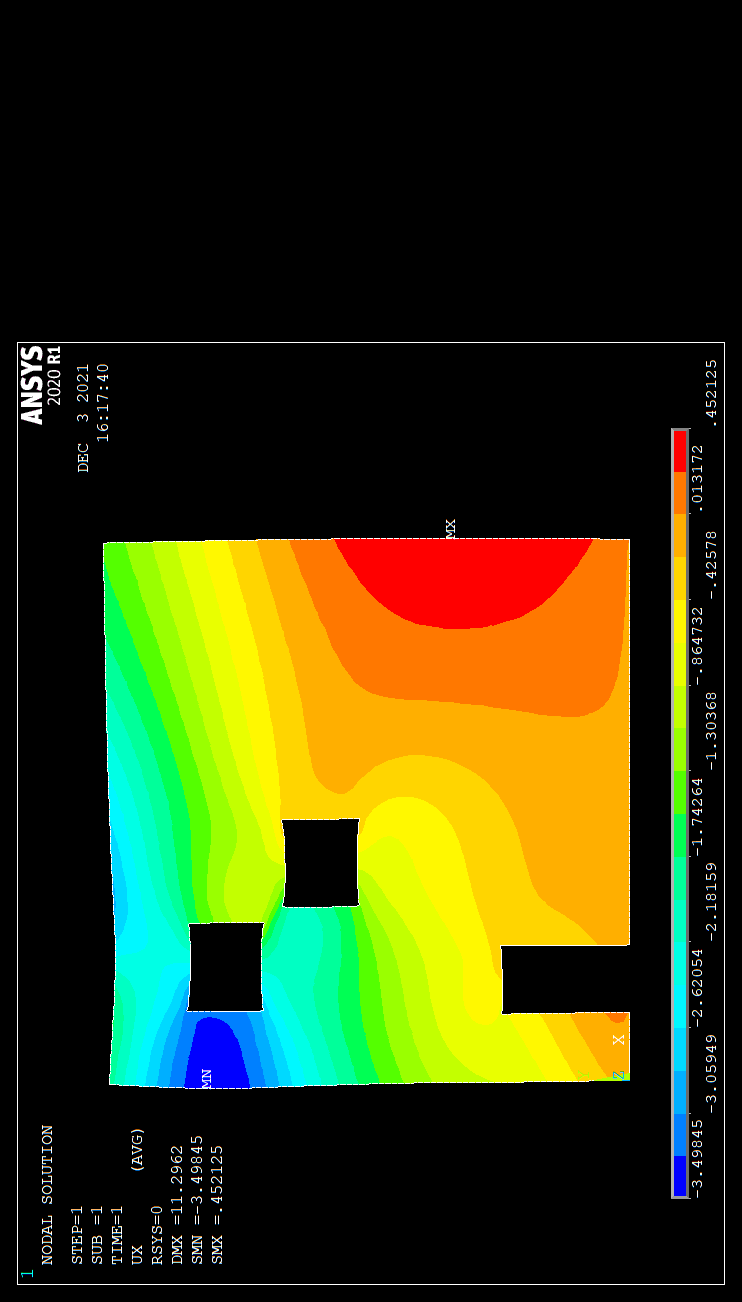 1
NODAL SOLUTION
STEP=1
SUB =1
TIME=1
UX (AVG)
RSYS=0
DMX =11.2962
SMN =-3.49845
SMX =.452125
ANSYS
2020 R1
DEC 3 2021
16:17:40
MN
MX
Z X
-3.49845 -3.05949 -2.62054 -2.18159 -1.74264 -1.30368 -.864732 -.42578 .013172 .452125